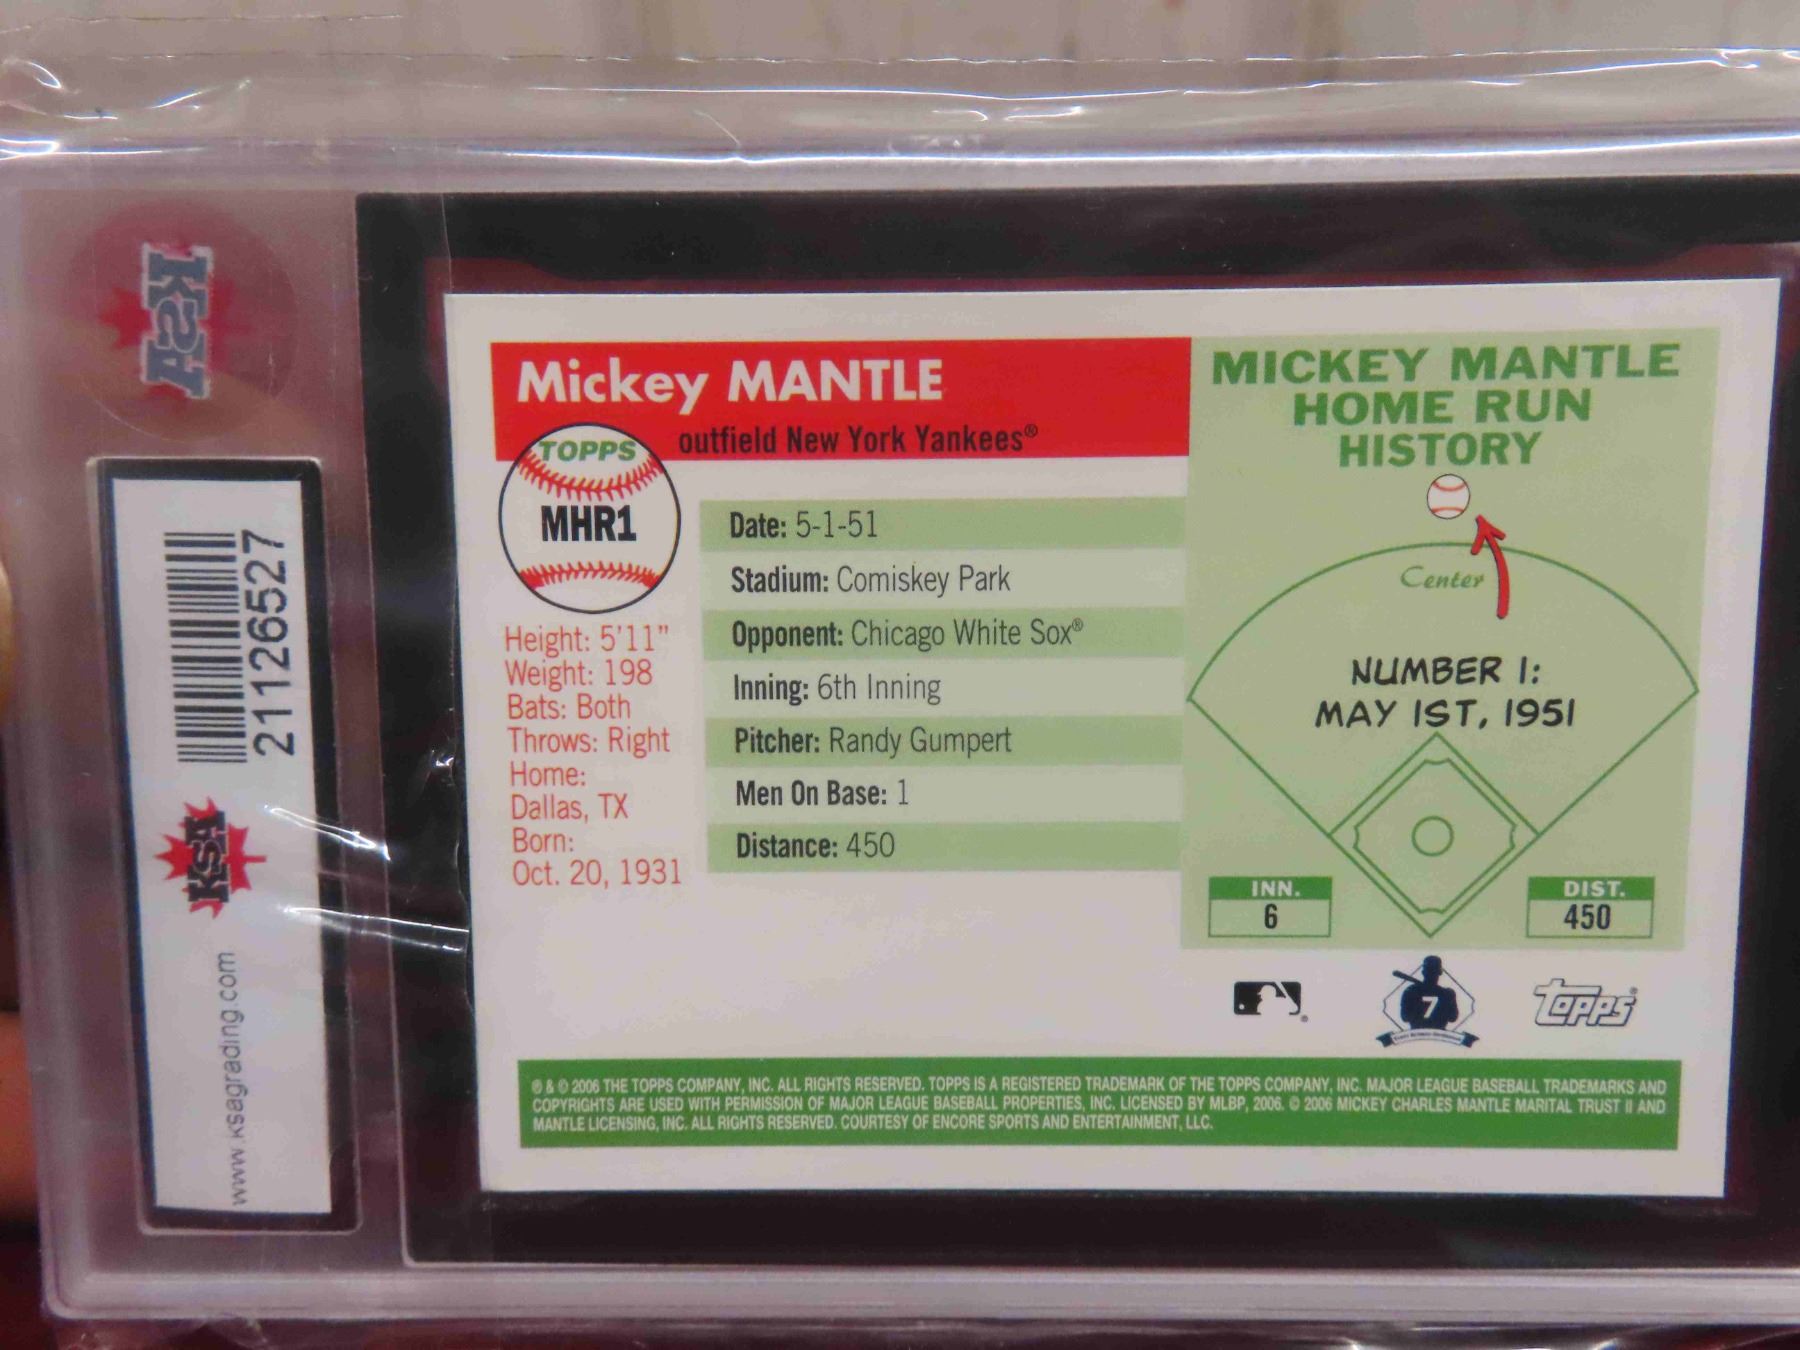 KSA
21126527
KSA
www.ksagrading.com
Mickey MANTLE
outfield New York Yankees®
TOPPS
MHR1
Height: 5'11"
Weight: 198
Bats: Both
Throws: Right
Home:
Dallas, TX
Born:
Oct. 20, 1931
Date: 5-1-51
Stadium: Comiskey Park
Opponent: Chicago White Sox®
Inning: 6th Inning
Pitcher: Randy Gumpert
Men On Base: 1
Distance: 450
MICKEY MANTLE
HOME RUN
HISTORY
Center
NUMBER 1:
MAY 1ST, 1951
INN.
6
DIST.
450
7
Topps®
® & © 2006 THE TOPPS COMPANY, INC. ALL RIGHTS RESERVED. TOPPS IS A REGISTERED TRADEMARK OF THE TOPPS COMPANY, INC. MAJOR LEAGUE BASEBALL TRADEMARKS AND
COPYRIGHTS ARE USED WITH PERMISSION OF MAJOR LEAGUE BASEBALL PROPERTIES, INC. LICENSED BY MLBP, 2006. © 2006 MICKEY CHARLES MANTLE MARITAL TRUST II AND
MANTLE LICENSING, INC. ALL RIGHTS RESERVED. COURTESY OF ENCORE SPORTS AND ENTERTAINMENT, LLC.